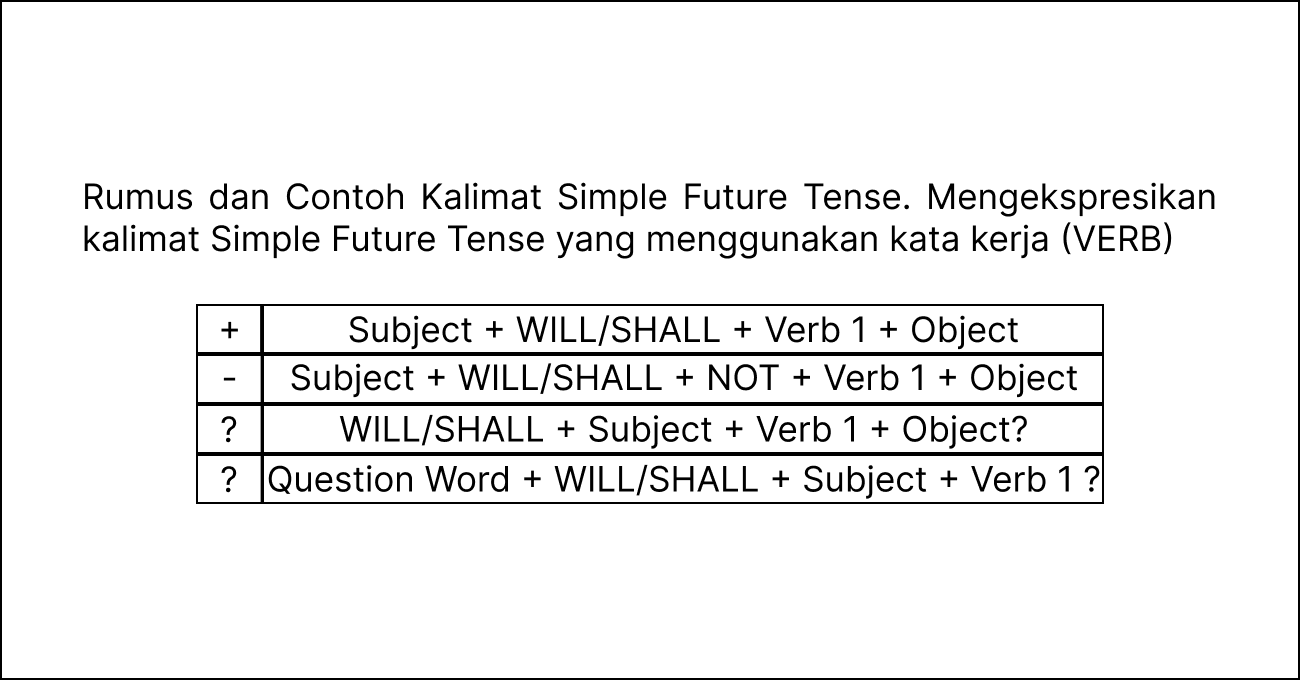 Rumus dan Contoh Kalimat Simple Future Tense. Mengekspresikan
kalimat Simple Future Tense yang menggunakan kata kerja (VERB)
+ Subject + WILL/SHALL + Verb 1 + Object
- Subject + WILL/SHALL + NOT + Verb 1 + Object
? WILL/SHALL + Subject + Verb 1 + Object?
? Question Word + WILL/SHALL + Subject + Verb 1 ?